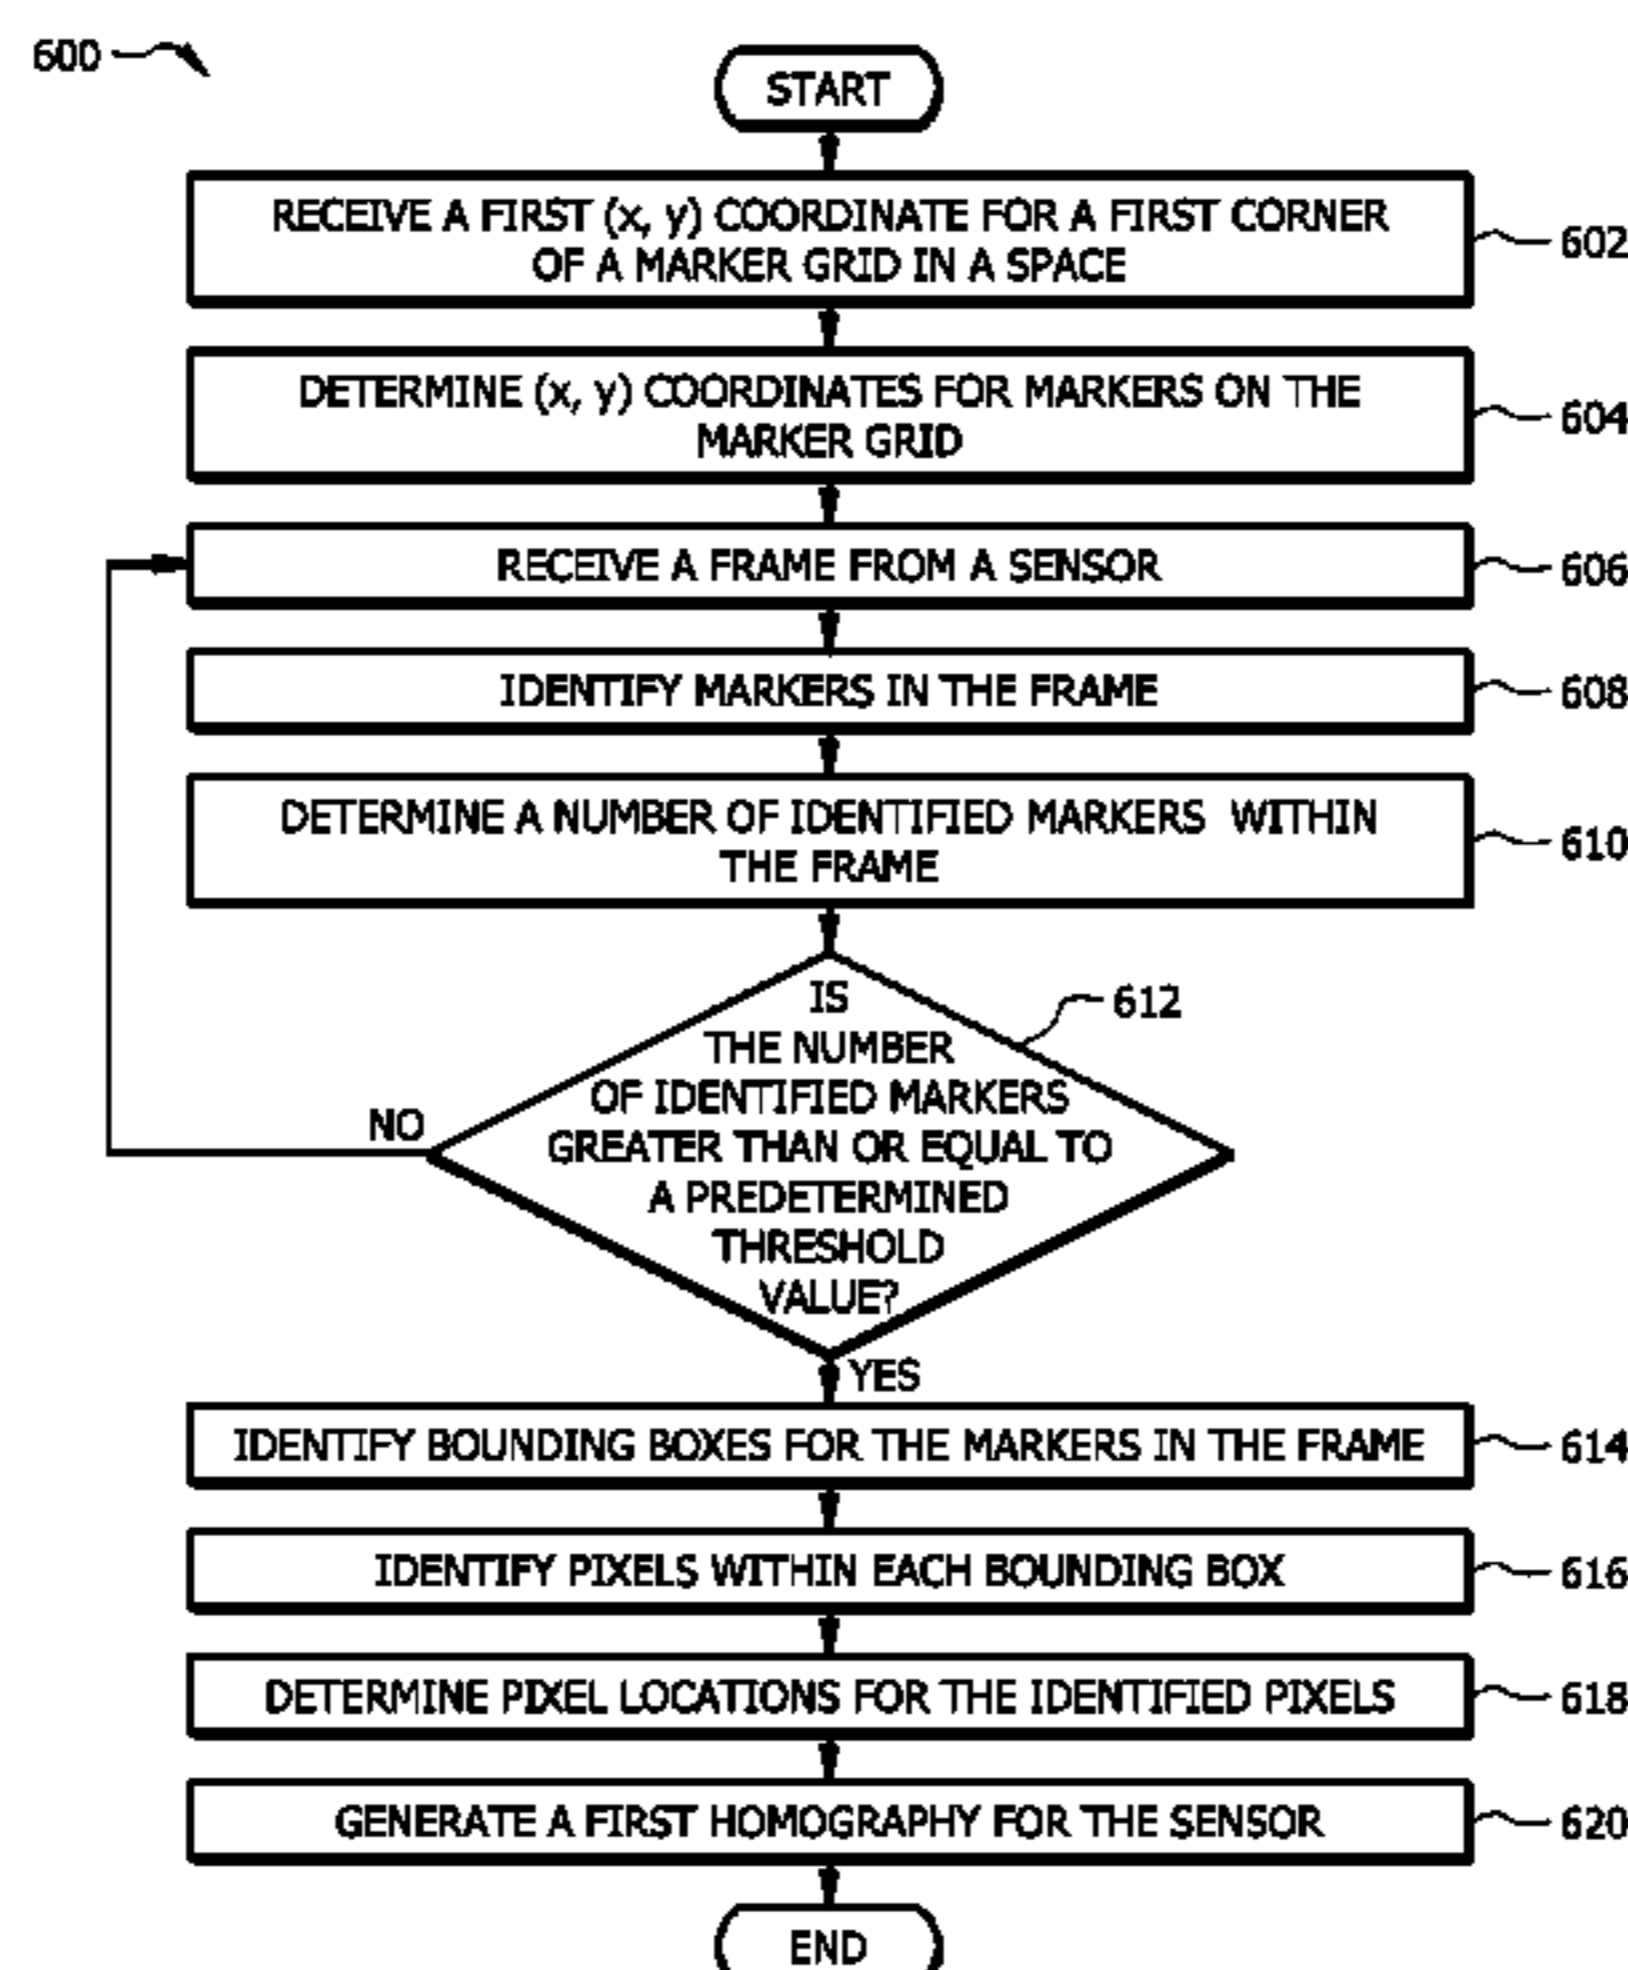 600
START
RECEIVE A FIRST (x, y) COORDINATE FOR A FIRST CORNER
OF A MARKER GRID IN A SPACE
602
DETERMINE (x, y) COORDINATES FOR MARKERS ON THE
MARKER GRID
604
RECEIVE A FRAME FROM A SENSOR
606
IDENTIFY MARKERS IN THE FRAME
608
DETERMINE A NUMBER OF IDENTIFIED MARKERS WITHIN
THE FRAME
610
IS
THE NUMBER
OF IDENTIFIED MARKERS
GREATER THAN OR EQUAL TO
A PREDETERMINED
THRESHOLD
VALUE?
612
NO
YES
IDENTIFY BOUNDING BOXES FOR THE MARKERS IN THE FRAME
614
IDENTIFY PIXELS WITHIN EACH BOUNDING BOX
616
DETERMINE PIXEL LOCATIONS FOR THE IDENTIFIED PIXELS
618
GENERATE A FIRST HOMOGRAPHY FOR THE SENSOR
620
END